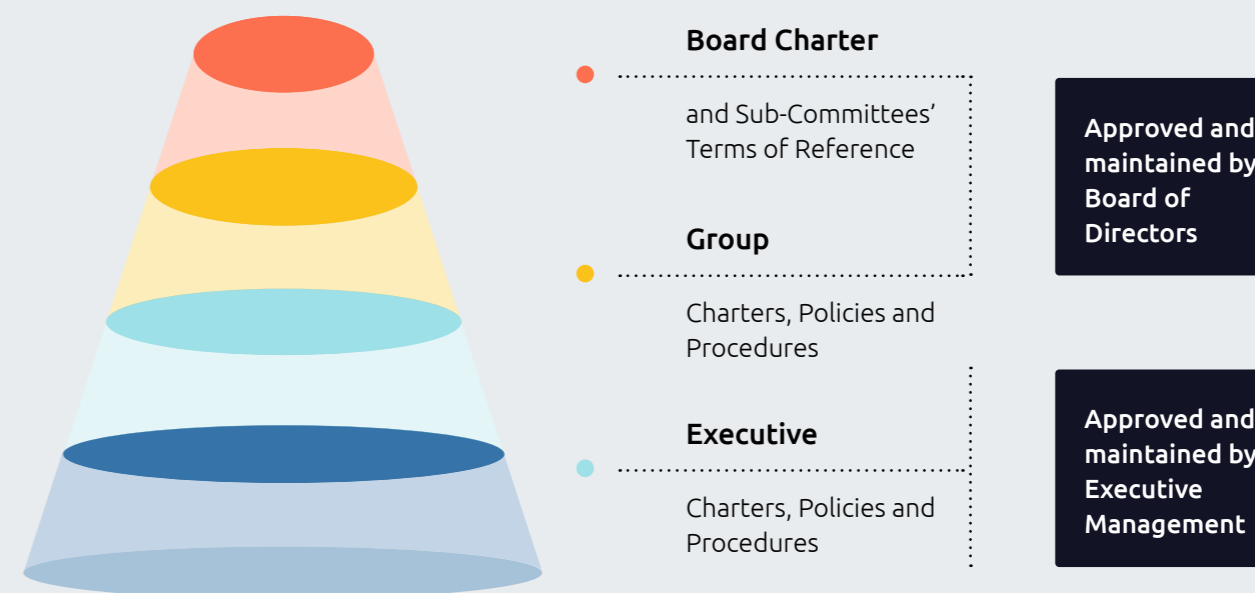 Board Charter
and Sub-Committees’
Terms of Reference
Approved and
maintained by
Board of
Directors
Group
Charters, Policies and
Procedures
Executive
Charters, Policies and
Procedures
Approved and
maintained by
Executive
Management